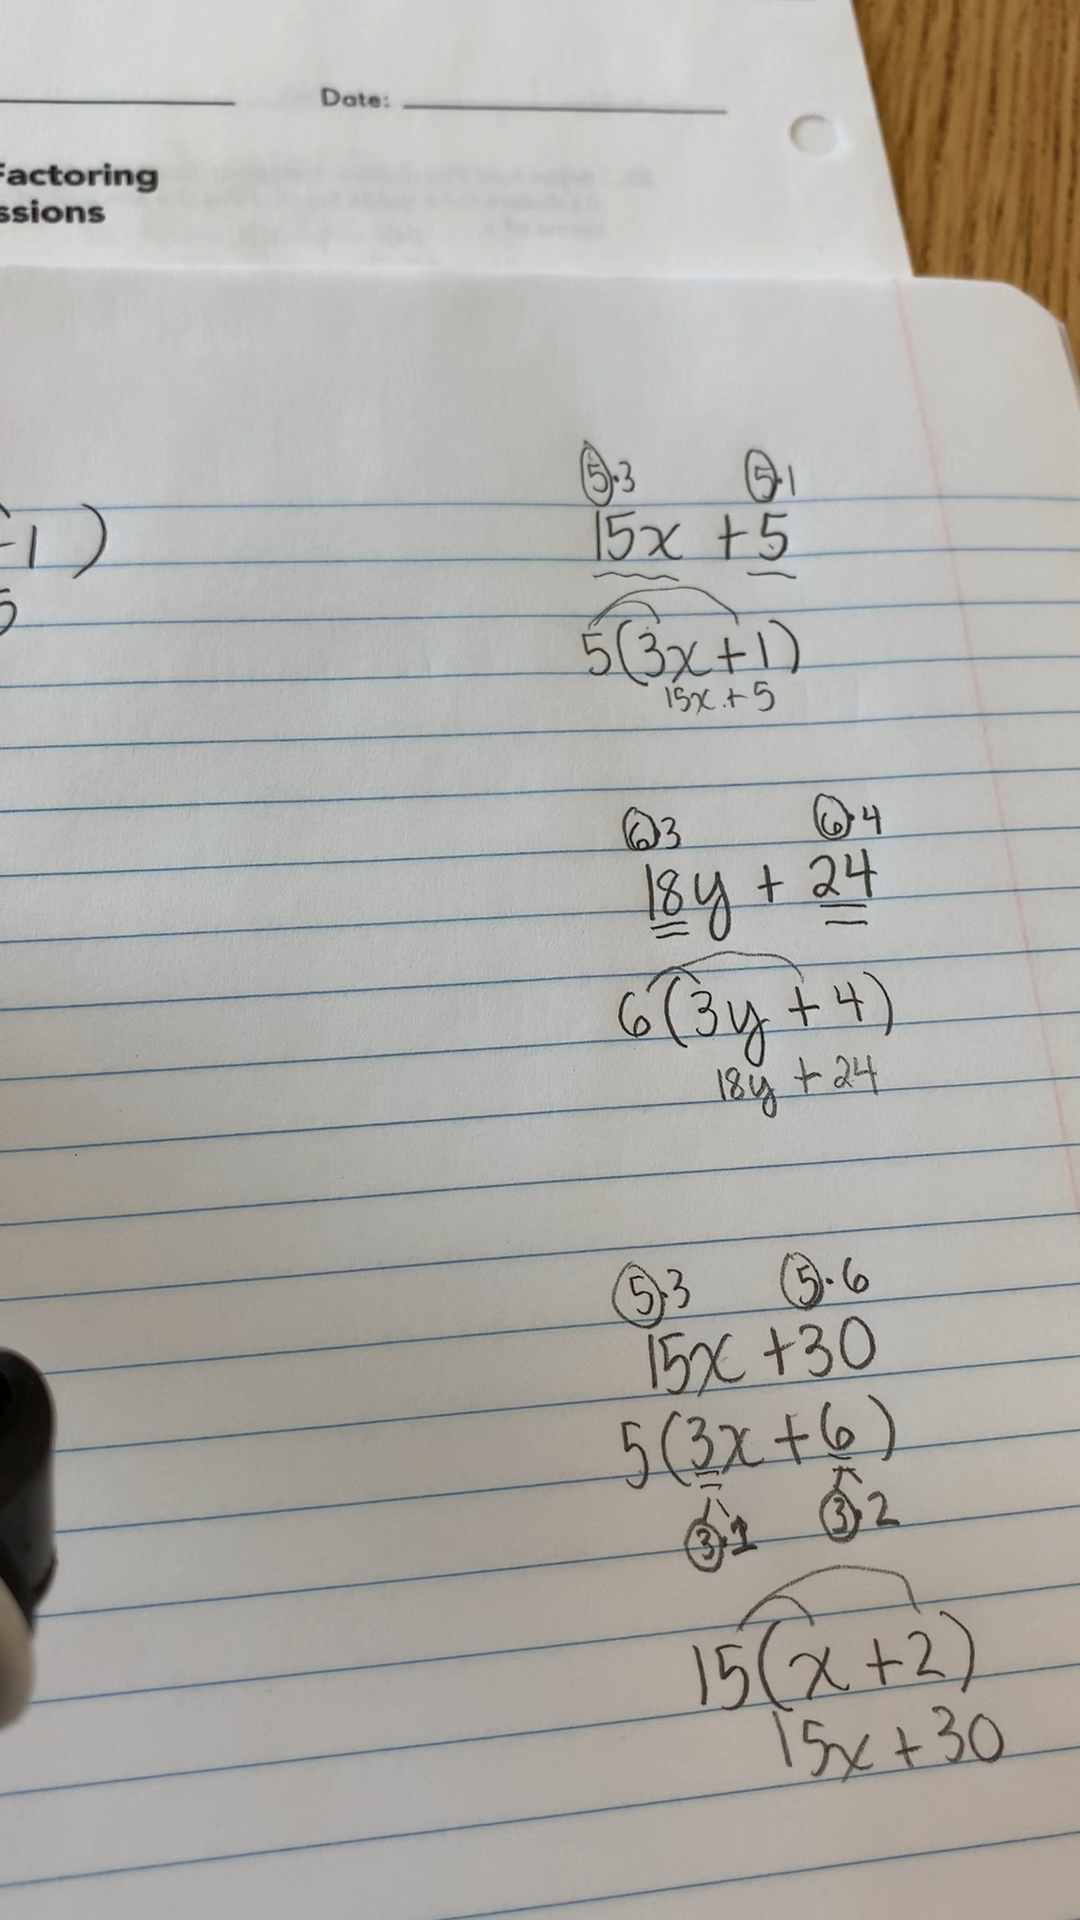 Date:
Factoring
ssions
-1)
5
5·3 5·1
15x + 5
5(3x+1)
15x + 5
6·3 6·4
18y + 24
6(3y + 4)
18y + 24
5·3 5·6
15x +30
5(3x + 6)
3·1 3·2
15(x +2)
15x + 30